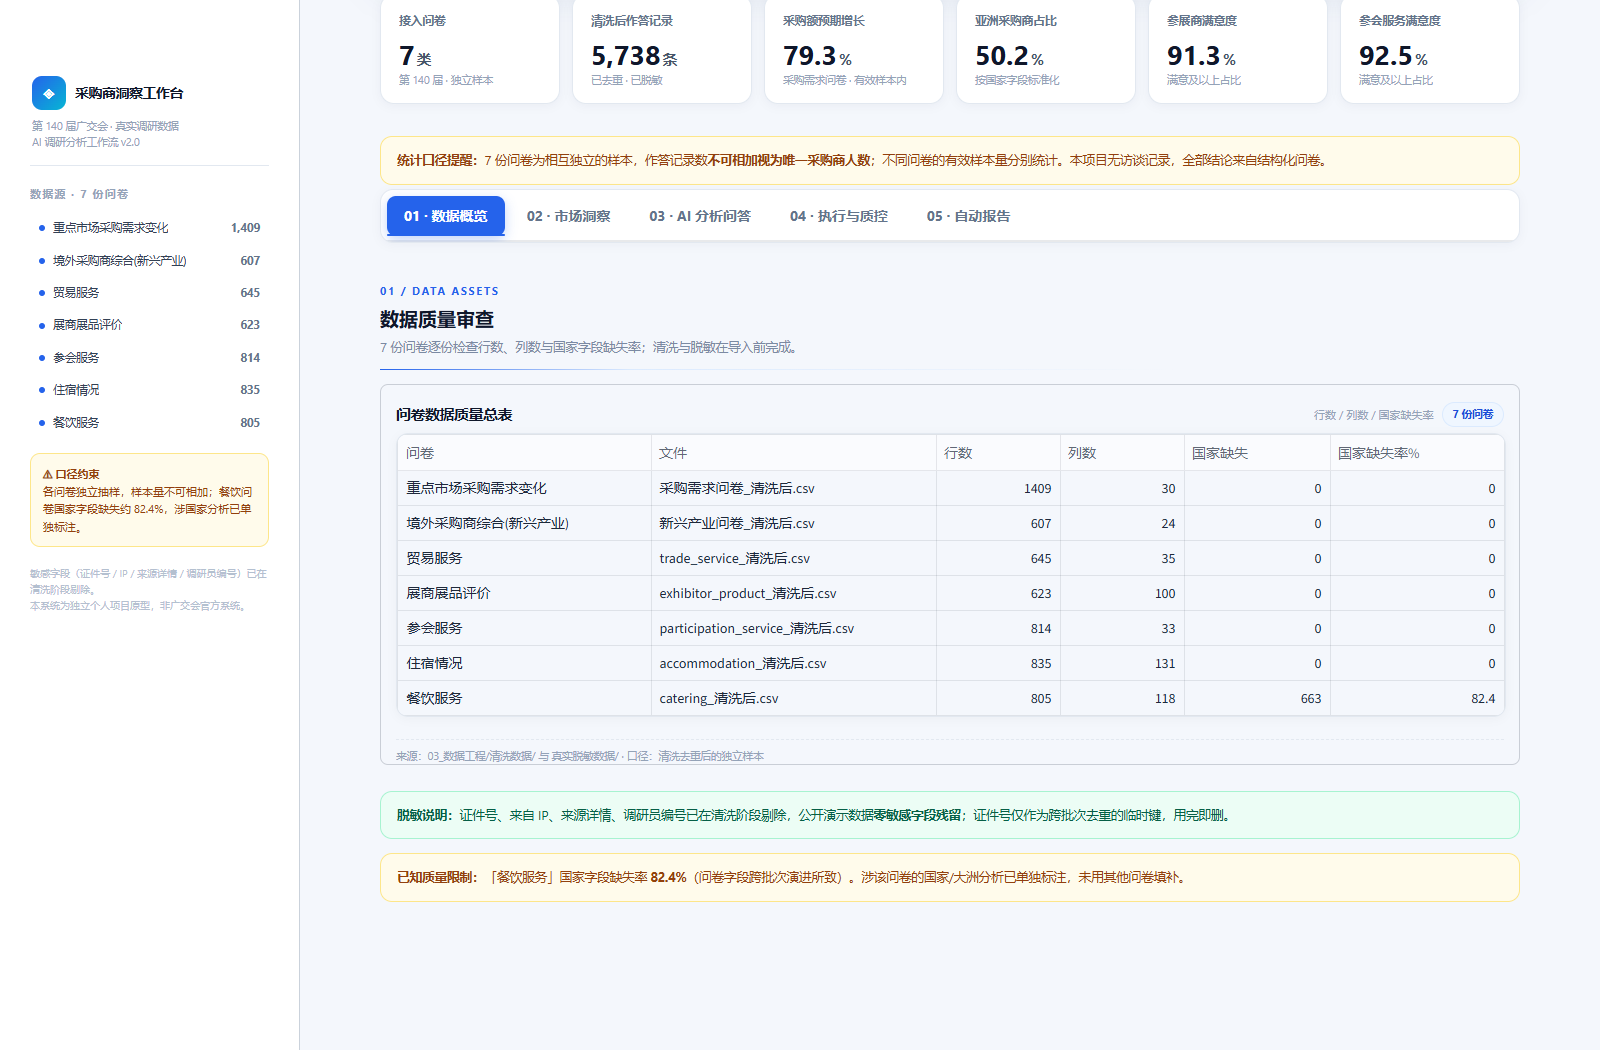 ◈ 采购商洞察工作台
第 140 届广交会 · 真实调研数据
AI 调研分析工作流 v2.0
数据源 · 7 份问卷
重点市场采购需求变化 1,409
境外采购商综合(新兴产业) 607
贸易服务 645
展商展品评价 623
参会服务 814
住宿情况 835
餐饮服务 805
⚠ 口径约束
各问卷独立抽样，样本量不可相加；餐饮问
卷国家字段缺失约 82.4%，涉国家分析已单
独标注。
敏感字段（证件号 / IP / 来源详情 / 调研员编号）已在
清洗阶段剔除。
本系统为独立个人项目原型，非广交会官方系统。
接入问卷
7 类
第 140 届 · 独立样本
清洗后作答记录
5,738 条
已去重 · 已脱敏
采购额预期增长
79.3 %
采购需求问卷 · 有效样本内
亚洲采购商占比
50.2 %
按国家字段标准化
参展商满意度
91.3 %
满意及以上占比
参会服务满意度
92.5 %
满意及以上占比
统计口径提醒：7 份问卷为相互独立的样本，作答记录数不可相加视为唯一采购商人数；不同问卷的有效样本量分别统计。本项目无访谈记录，全部结论来自结构化问卷。
01 · 数据概览 02 · 市场洞察 03 · AI 分析问答 04 · 执行与质控 05 · 自动报告
01 / DATA ASSETS
数据质量审查
7 份问卷逐份检查行数、列数与国家字段缺失率；清洗与脱敏在导入前完成。
问卷数据质量总表 行数 / 列数 / 国家缺失率 7 份问卷
问卷 文件 行数 列数 国家缺失 国家缺失率%
重点市场采购需求变化 采购需求问卷_清洗后.csv 1409 30 0 0
境外采购商综合(新兴产业) 新兴产业问卷_清洗后.csv 607 24 0 0
贸易服务 trade_service_清洗后.csv 645 35 0 0
展商展品评价 exhibitor_product_清洗后.csv 623 100 0 0
参会服务 participation_service_清洗后.csv 814 33 0 0
住宿情况 accommodation_清洗后.csv 835 131 0 0
餐饮服务 catering_清洗后.csv 805 118 663 82.4
来源：03_数据工程/清洗数据/ 与 真实脱敏数据/ · 口径：清洗去重后的独立样本
脱敏说明：证件号、来自 IP、来源详情、调研员编号已在清洗阶段剔除，公开演示数据零敏感字段残留；证件号仅作为跨批次去重的临时键，用完即删。
已知质量限制：「餐饮服务」国家字段缺失率 82.4%（问卷字段跨批次演进所致）。涉该问卷的国家/大洲分析已单独标注，未用其他问卷填补。